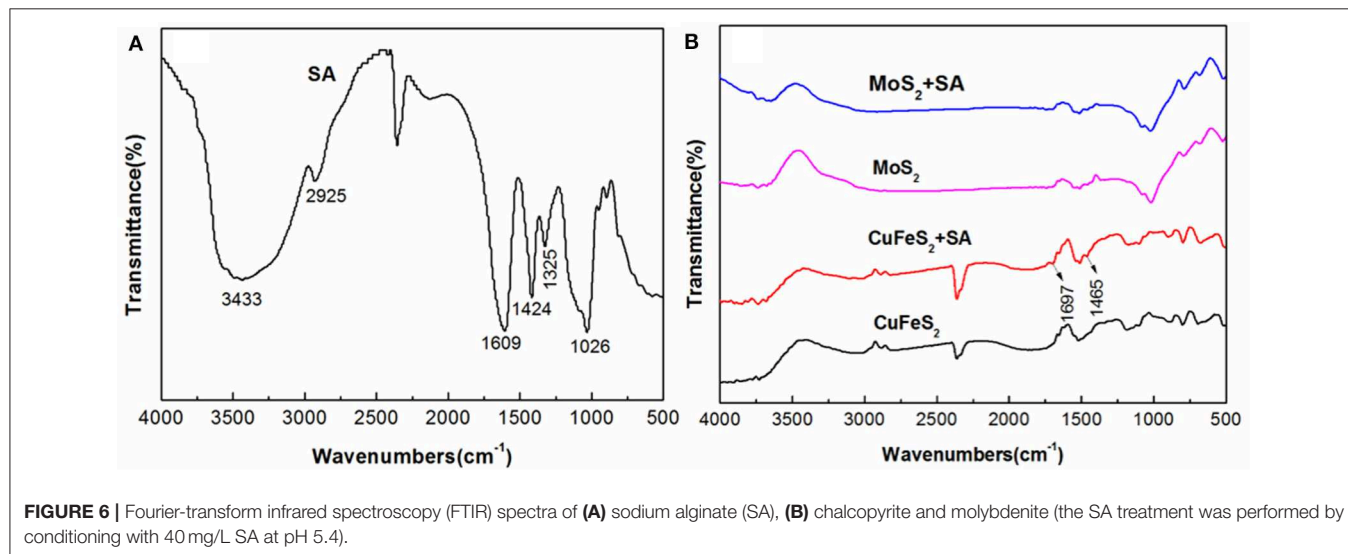 A
SA
Transmittance(%)
3433
2925
1609
1424
1325
1026
4000 3500 3000 2500 2000 1500 1000 500
Wavenumbers(cm⁻¹)
B
MoS₂+SA
MoS₂
CuFeS₂+SA
CuFeS₂
1697
1465
Transmittance(%)
4000 3500 3000 2500 2000 1500 1000 500
Wavenumbers(cm⁻¹)
FIGURE 6 | Fourier-transform infrared spectroscopy (FTIR) spectra of (A) sodium alginate (SA), (B) chalcopyrite and molybdenite (the SA treatment was performed by
conditioning with 40 mg/L SA at pH 5.4).